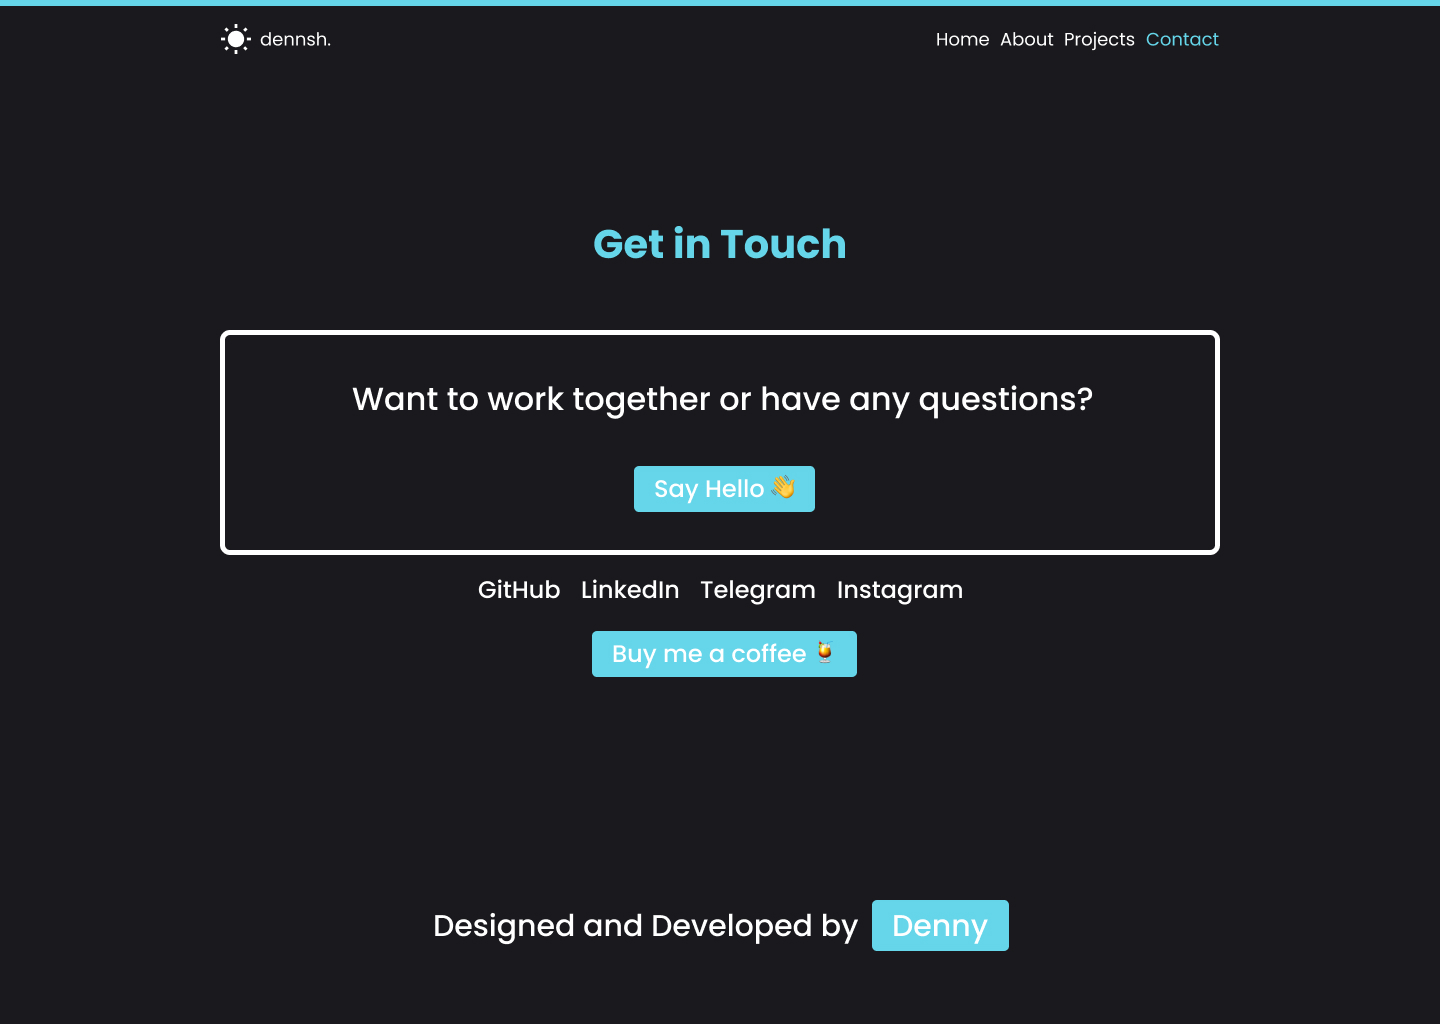 dennsh.
Home About Projects Contact
Get in Touch
Want to work together or have any questions?
Say Hello 👋
GitHub LinkedIn Telegram Instagram
Buy me a coffee 🍹
Designed and Developed by Denny